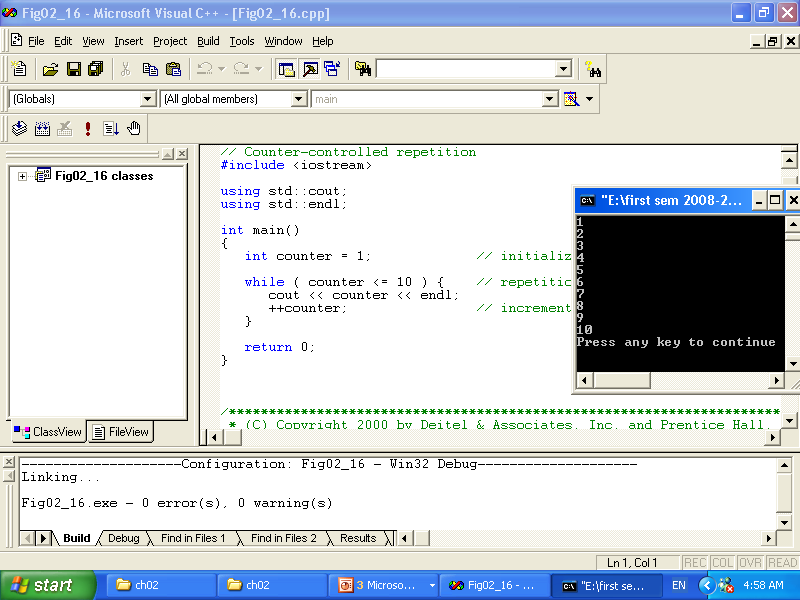 Fig02_16 - Microsoft Visual C++ - [Fig02_16.cpp]
File Edit View Insert Project Build Tools Window Help
(Globals) (All global members) main
Fig02_16 classes
ClassView FileView
// Counter-controlled repetition
#include <iostream>
using std::cout;
using std::endl;
int main()
{
int counter = 1; // initializ
while ( counter <= 10 ) { // repetitio
cout << counter << endl;
++counter; // increment
}
return 0;
}
/*********************************************************************
* (C) Copyright 2000 by Deitel & Associates, Inc. and Prentice Hall.
"E:\first sem 2008-2...
1
2
3
4
5
6
7
8
9
10
Press any key to continue
--------------------Configuration: Fig02_16 - Win32 Debug--------------------
Linking...
Fig02_16.exe - 0 error(s), 0 warning(s)
Build Debug Find in Files 1 Find in Files 2 Results
Ln 1, Col 1 REC COL OVR READ
start ch02 ch02 3 Microso... Fig02_16 - ... "E:\first se... EN 4:58 AM